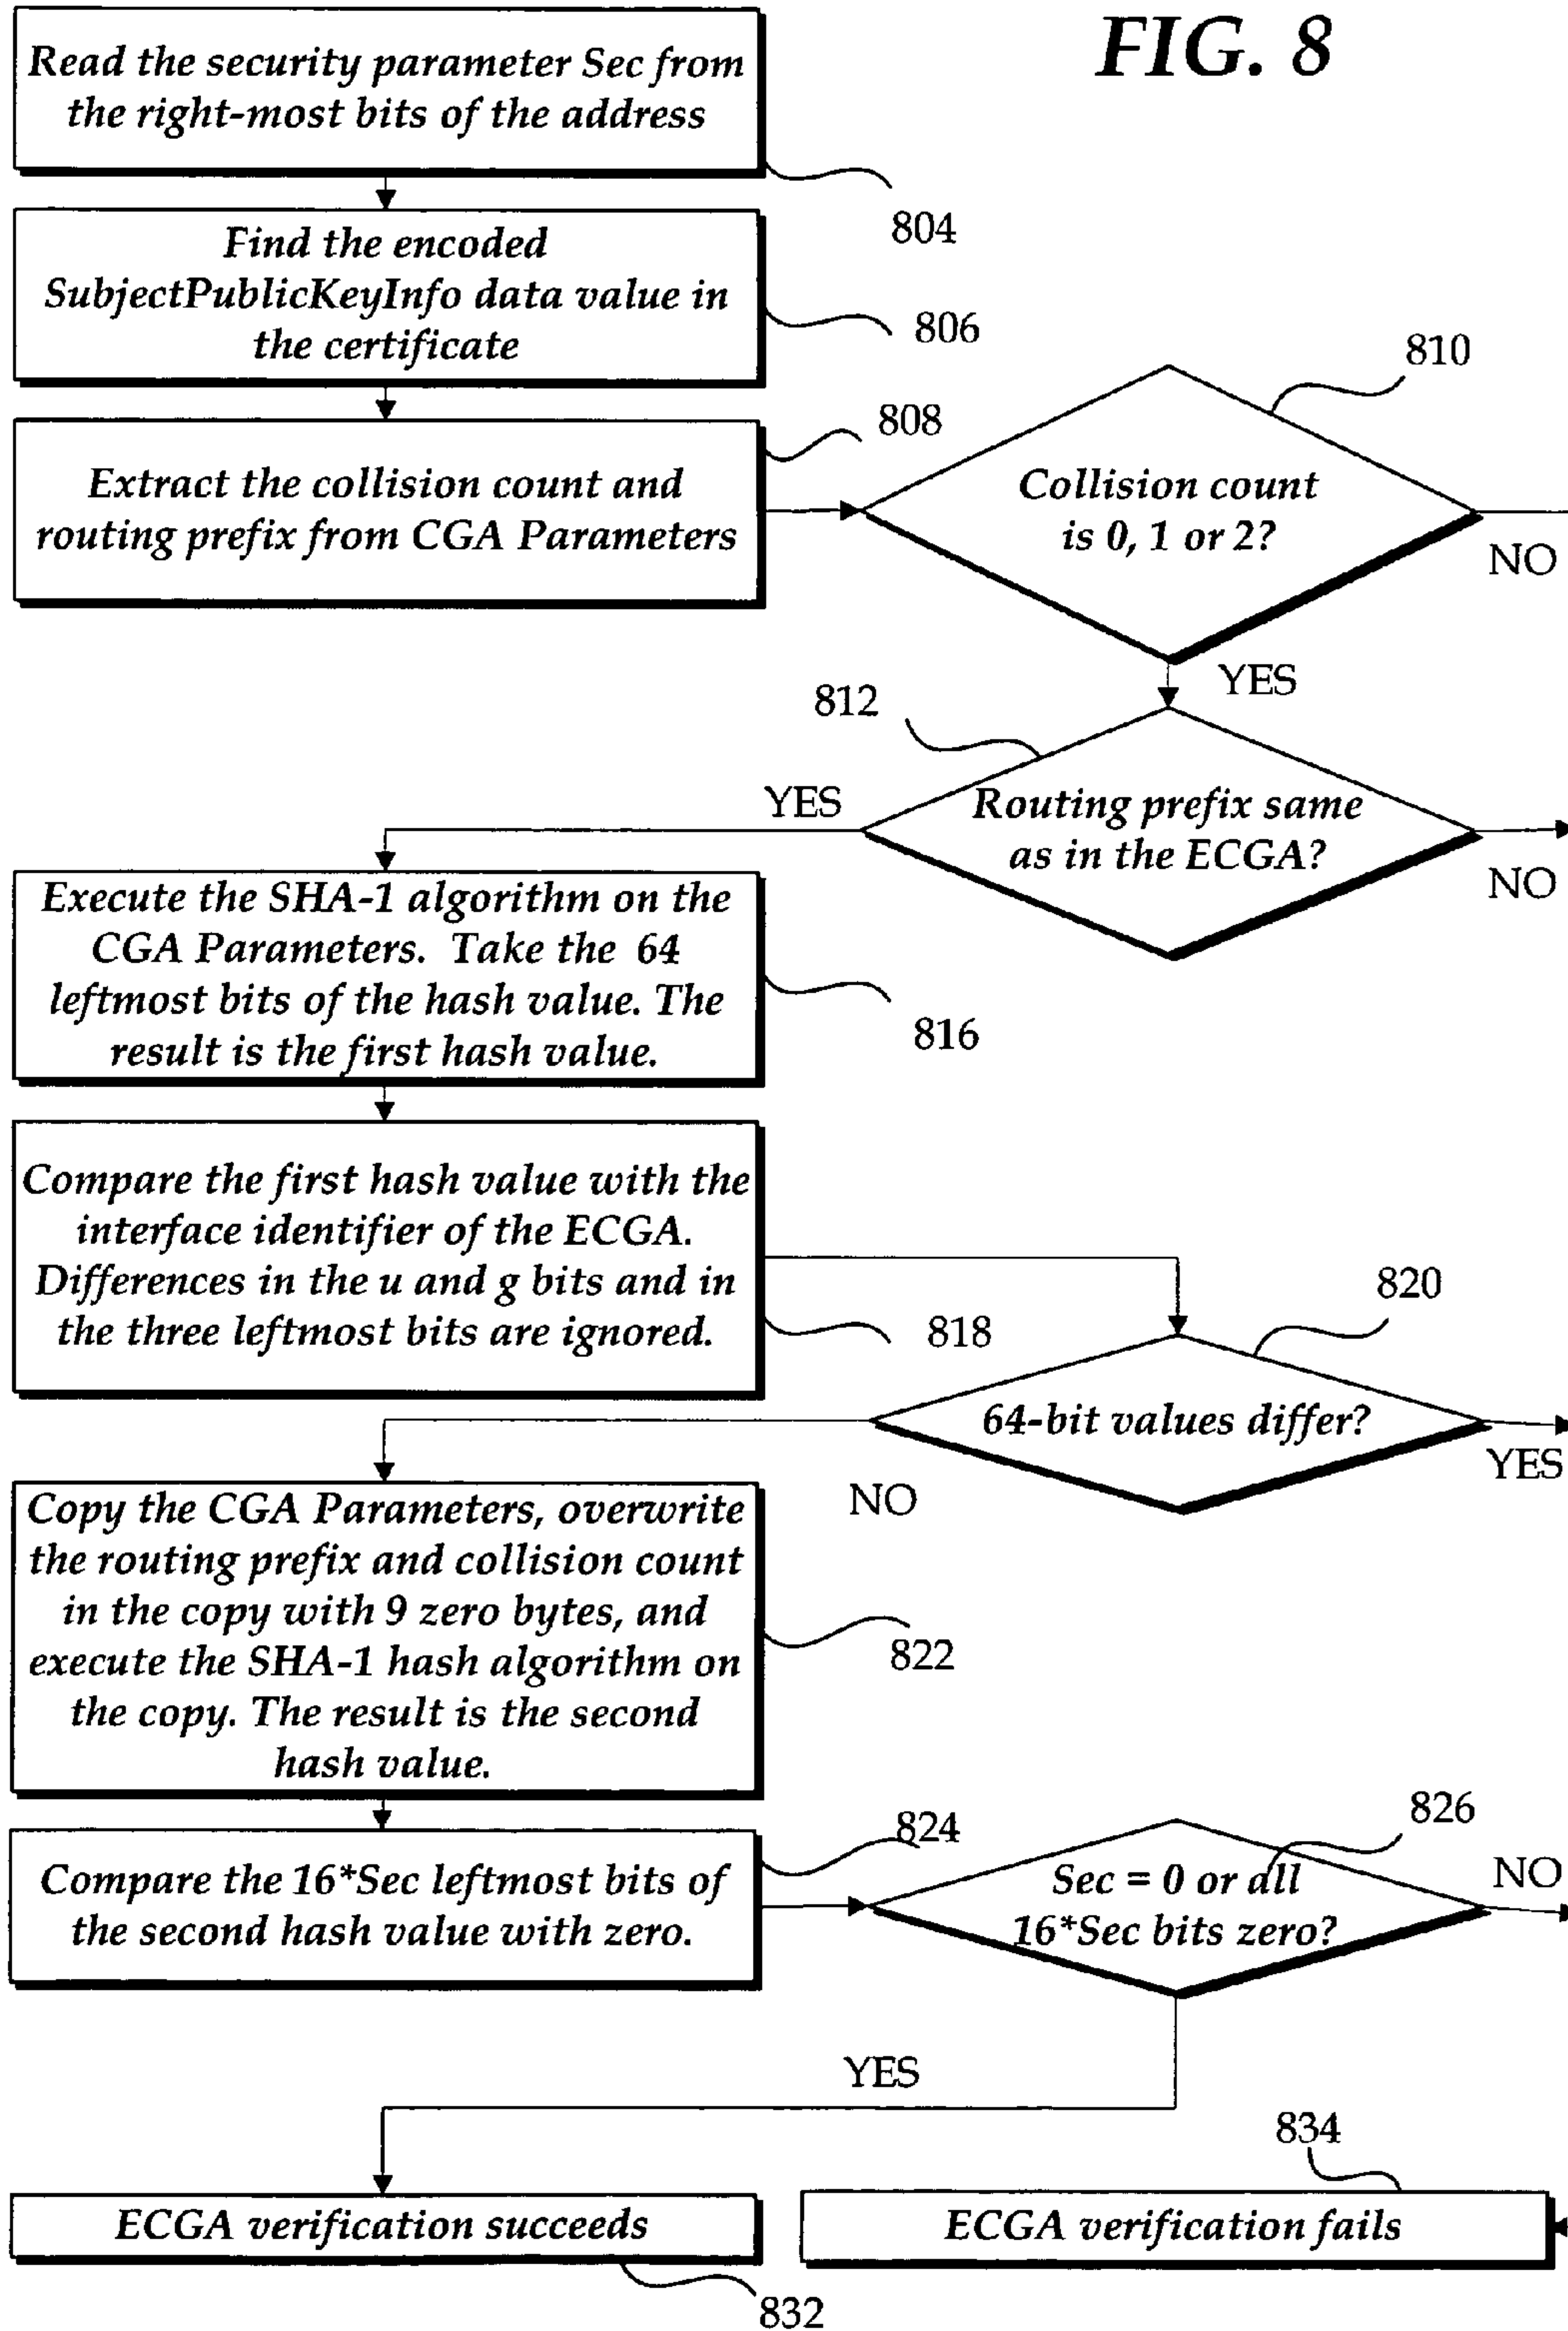 FIG. 8
Read the security parameter Sec from
the right-most bits of the address
804
Find the encoded
SubjectPublicKeyInfo data value in
the certificate
806
Extract the collision count and
routing prefix from CGA Parameters
808
810
Collision count
is 0, 1 or 2?
NO
YES
812
Routing prefix same
as in the ECGA?
YES
NO
Execute the SHA-1 algorithm on the
CGA Parameters. Take the 64
leftmost bits of the hash value. The
result is the first hash value.
816
Compare the first hash value with the
interface identifier of the ECGA.
Differences in the u and g bits and in
the three leftmost bits are ignored.
818
820
64-bit values differ?
YES
NO
Copy the CGA Parameters, overwrite
the routing prefix and collision count
in the copy with 9 zero bytes, and
execute the SHA-1 hash algorithm on
the copy. The result is the second
hash value.
822
Compare the 16*Sec leftmost bits of
the second hash value with zero.
824
826
Sec = 0 or all
16*Sec bits zero?
NO
YES
ECGA verification succeeds
832
834
ECGA verification fails